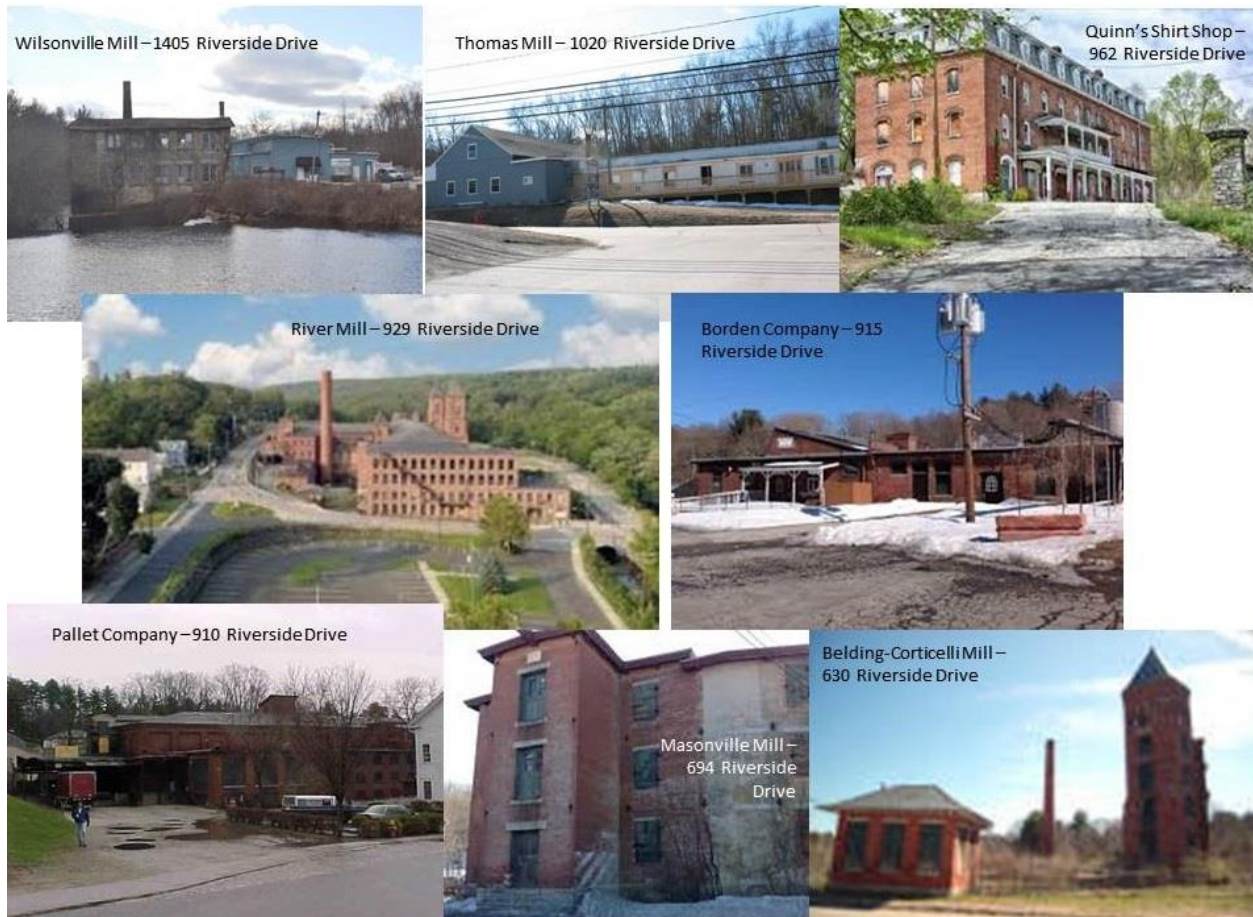 Wilsonville Mill – 1405 Riverside Drive
Thomas Mill – 1020 Riverside Drive
Quinn's Shirt Shop –
962 Riverside Drive
River Mill – 929 Riverside Drive
Borden Company – 915
Riverside Drive
Pallet Company – 910 Riverside Drive
Masonville Mill –
694 Riverside
Drive
Belding-Corticelli Mill –
630 Riverside Drive